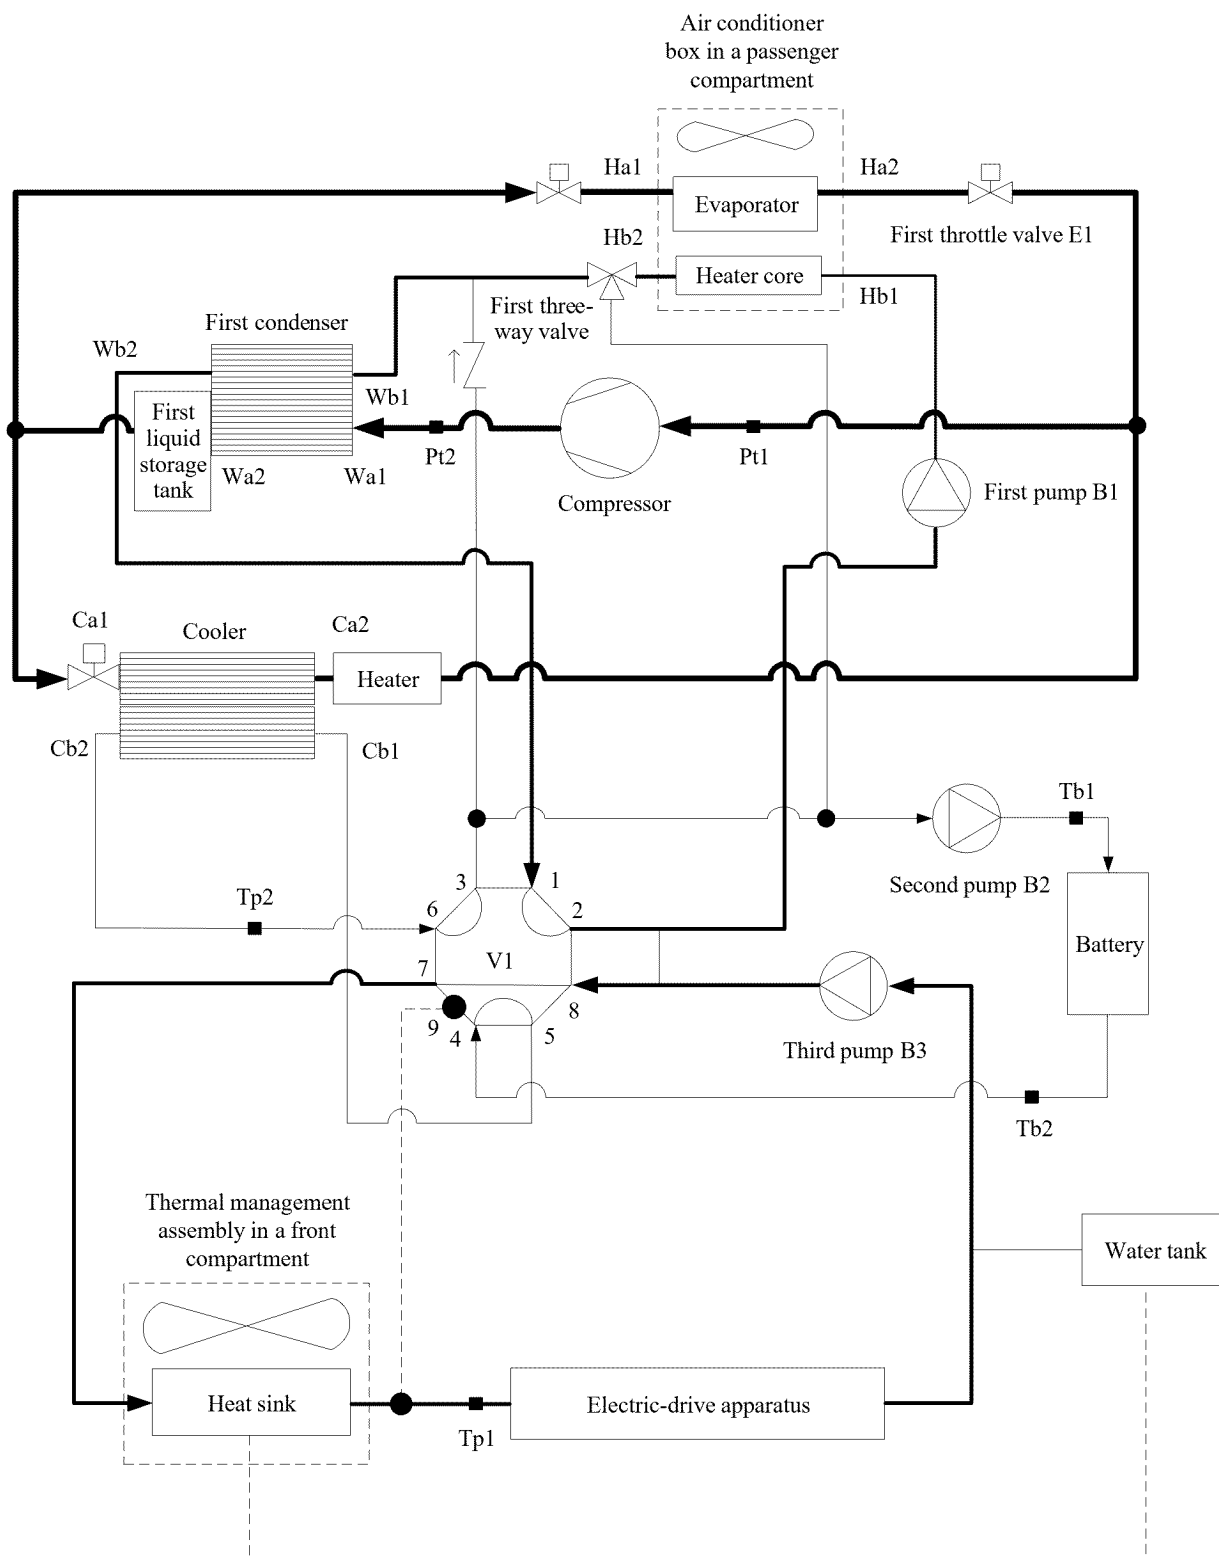 Air conditioner
box in a passenger
compartment
Ha1
Ha2
Evaporator
First throttle valve E1
Hb2
Heater core
Hb1
First three-
way valve
First condenser
Wb2
Wb1
First
liquid
storage
tank
Wa2
Wa1
Pt2
Pt1
Compressor
First pump B1
Ca1
Cooler
Ca2
Heater
Cb2
Cb1
Tb1
Second pump B2
Tp2
3
1
6
2
Battery
V1
7
8
9
4
5
Third pump B3
Tb2
Thermal management
assembly in a front
compartment
Water tank
Heat sink
Electric-drive apparatus
Tp1